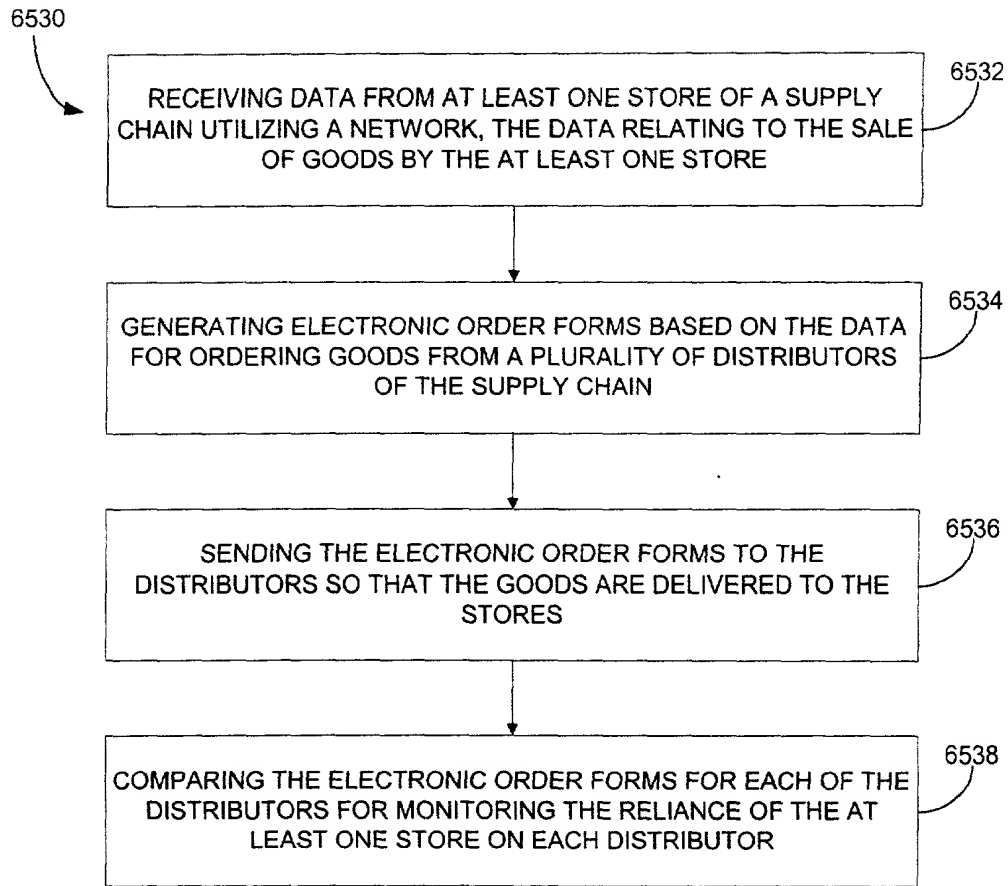 6530
6532
RECEIVING DATA FROM AT LEAST ONE STORE OF A SUPPLY
CHAIN UTILIZING A NETWORK, THE DATA RELATING TO THE SALE
OF GOODS BY THE AT LEAST ONE STORE
6534
GENERATING ELECTRONIC ORDER FORMS BASED ON THE DATA
FOR ORDERING GOODS FROM A PLURALITY OF DISTRIBUTORS
OF THE SUPPLY CHAIN
6536
SENDING THE ELECTRONIC ORDER FORMS TO THE
DISTRIBUTORS SO THAT THE GOODS ARE DELIVERED TO THE
STORES
6538
COMPARING THE ELECTRONIC ORDER FORMS FOR EACH OF THE
DISTRIBUTORS FOR MONITORING THE RELIANCE OF THE AT
LEAST ONE STORE ON EACH DISTRIBUTOR